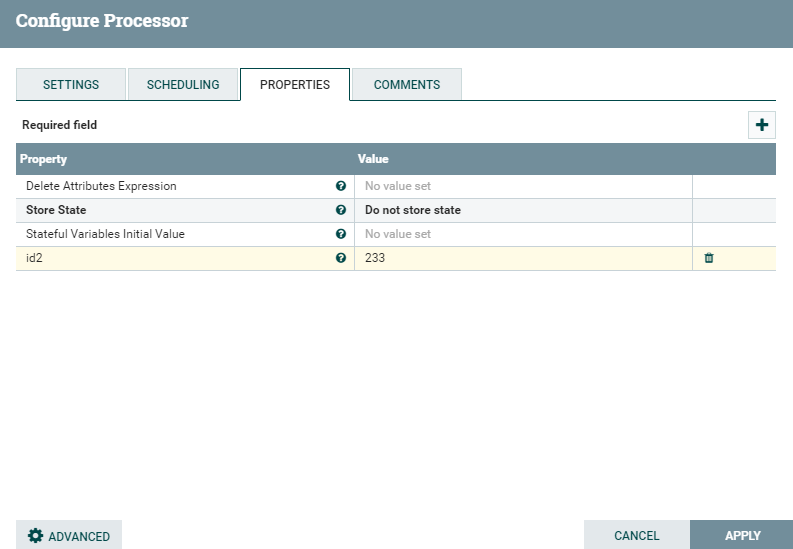 Configure Processor
SETTINGS SCHEDULING PROPERTIES COMMENTS
Required field
Property Value
Delete Attributes Expression No value set
Store State Do not store state
Stateful Variables Initial Value No value set
id2 233
ADVANCED CANCEL APPLY